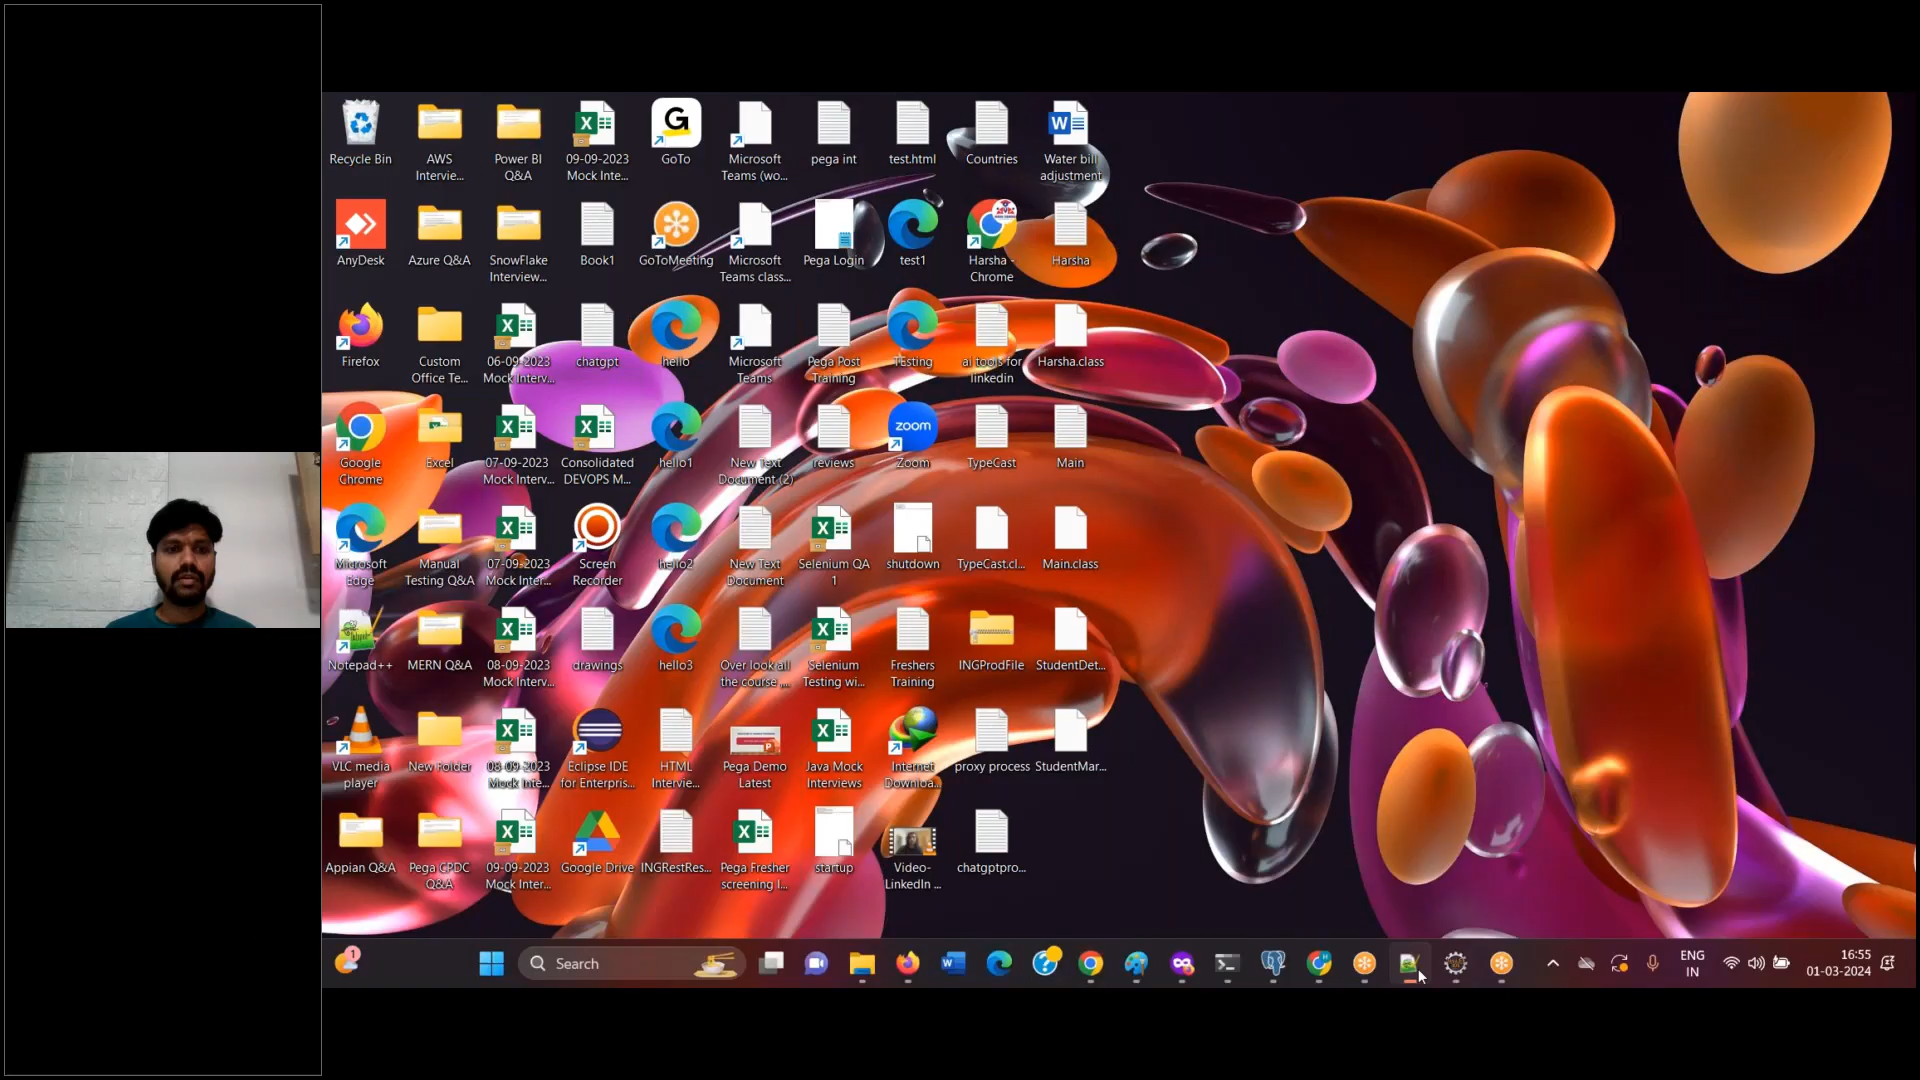 Recycle Bin
AWS
Intervie...
Power BI
Q&A
09-09-2023
Mock Inte...
G
GoTo
Microsoft
Teams (wo...
pega int
test.html
Countries
Water bill
adjustment
AnyDesk
Azure Q&A
SnowFlake
Interview...
Book1
GoToMeeting
Microsoft
Teams class...
Pega Login
test1
Harsha -
Chrome
Harsha
Firefox
Custom
Office Te...
06-09-2023
Mock Interv...
chatgpt
hello
Microsoft
Teams
Pega Post
Training
TEsting
ai tools for
linkedin
Harsha.class
Google
Chrome
Excel
07-09-2023
Mock Interv...
Consolidated
DEVOPS M...
hello1
New Text
Document (2)
reviews
zoom
Zoom
TypeCast
Main
Microsoft
Edge
Manual
Testing Q&A
07-09-2023
Mock Inter...
Screen
Recorder
hello2
New Text
Document
Selenium QA
1
shutdown
TypeCast.cl...
Main.class
Notepad++
MERN Q&A
08-09-2023
Mock Interv...
drawings
hello3
Over look all
the course ,...
Selenium
Testing wi...
Freshers
Training
INGProdFile
StudentDet...
VLC media
player
New Folder
08-09-2023
Mock Inte...
Eclipse IDE
for Enterpris...
HTML
Intervie...
Pega Demo
Latest
Java Mock
Interviews
Internet
Downloa...
proxy process
StudentMar...
Appian Q&A
Pega CPDC
Q&A
09-09-2023
Mock Inter...
Google Drive
INGRestRes...
Pega Fresher
screening I...
startup
Video-
LinkedIn ...
chatgptpro...
1
Search
ENG
IN
16:55
01-03-2024